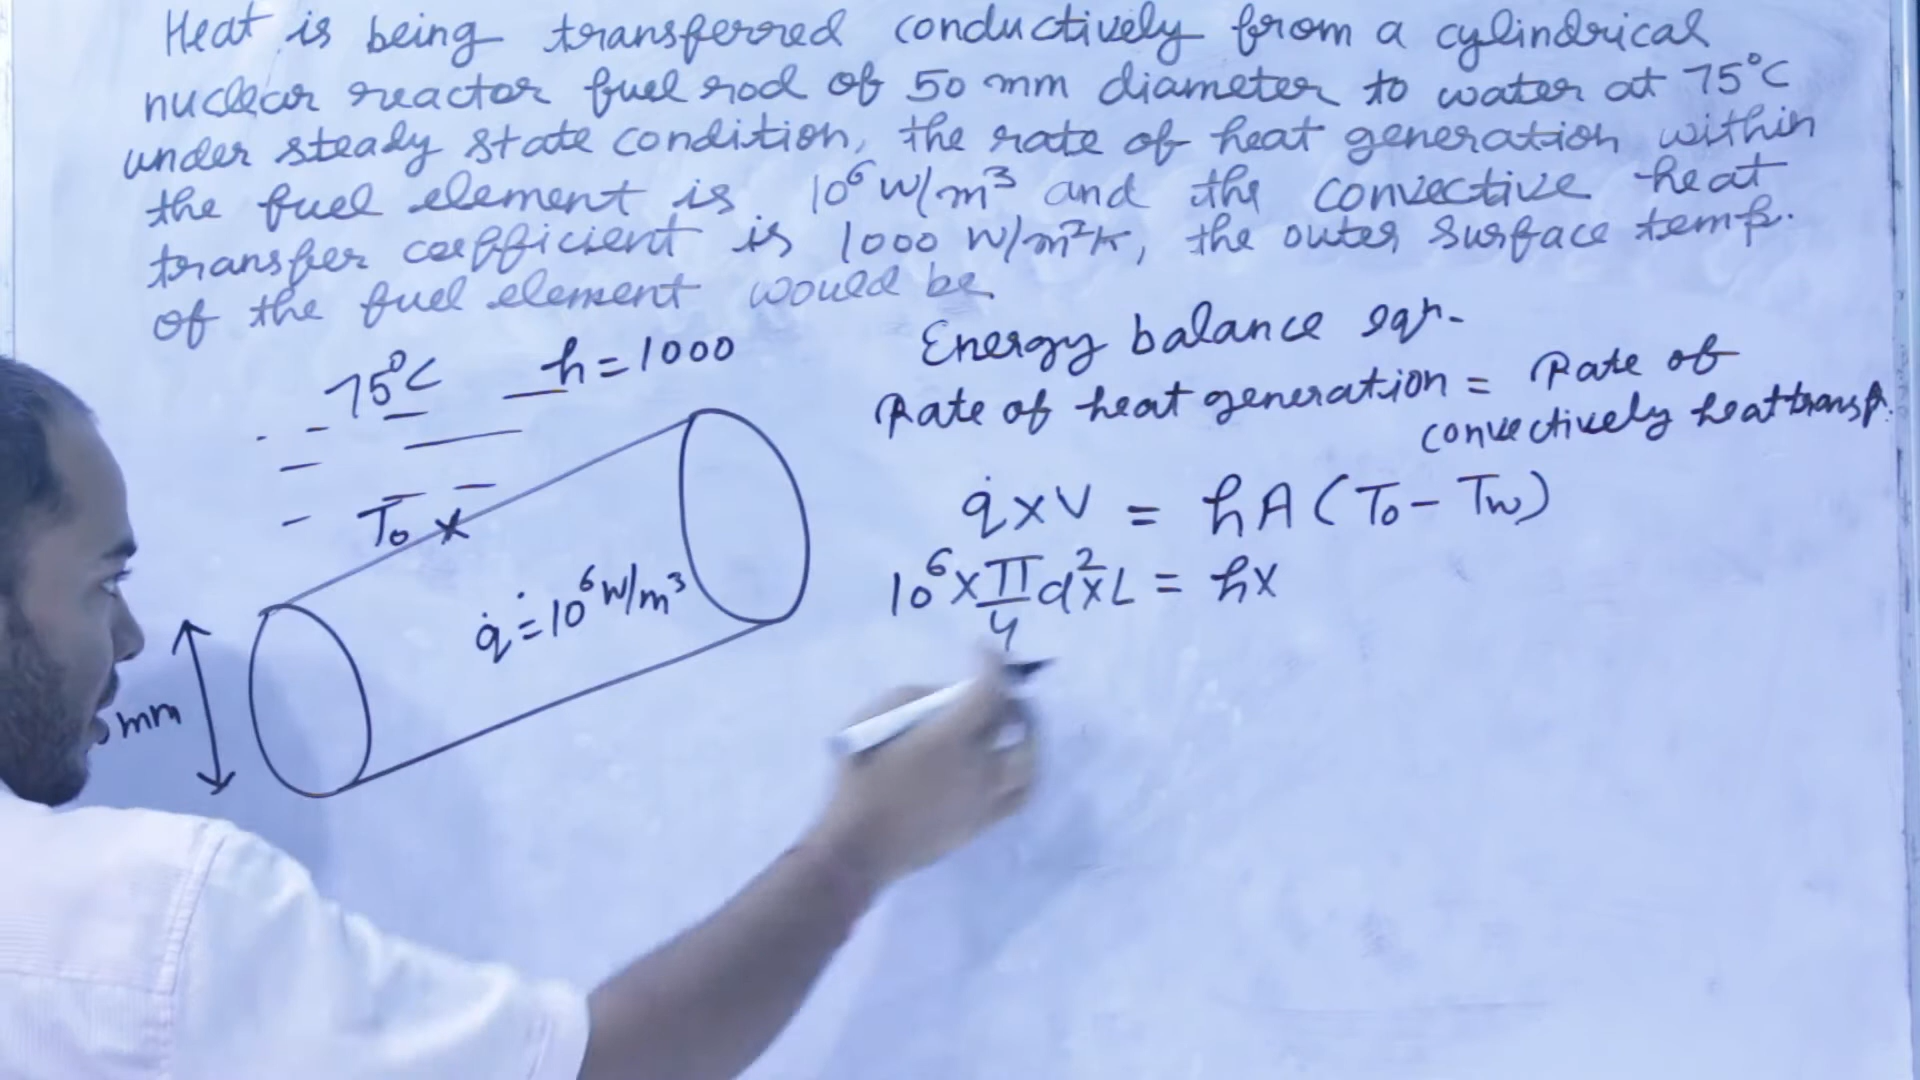 Heat is being transferred conductively from a cylindrical
nuclear reactor fuel rod of 50 mm diameter to water at 75°C
under steady state condition, the rate of heat generation within
the fuel element is 10⁶ W/m³ and the convective heat
transfer coefficient is 1000 W/m²K, the outer surface temp.
of the fuel element would be
75°C h = 1000
T₀ ×
q̇ = 10⁶ W/m³
mm
Energy balance eqn.
Rate of heat generation = Rate of
convectively heat transf.
q̇ × V = hA (T₀ - Tw)
10⁶ × π/4 d² × L = h ×